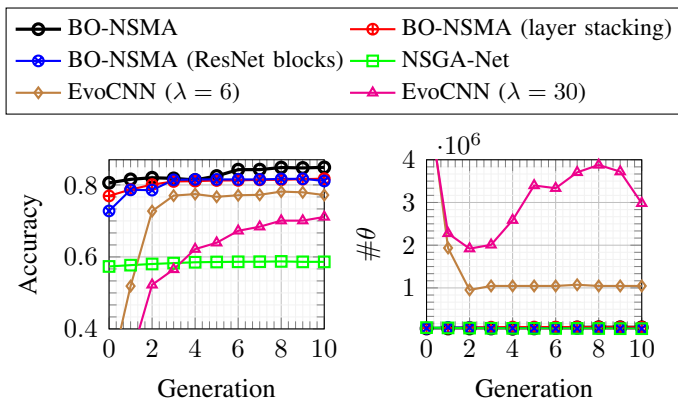 BO-NSMA
BO-NSMA (layer stacking)
BO-NSMA (ResNet blocks)
NSGA-Net
EvoCNN (λ = 6)
EvoCNN (λ = 30)
Accuracy
0.8
0.6
0.4
0 2 4 6 8 10
Generation
·10⁶
#θ
4
3
2
1
0 2 4 6 8 10
Generation